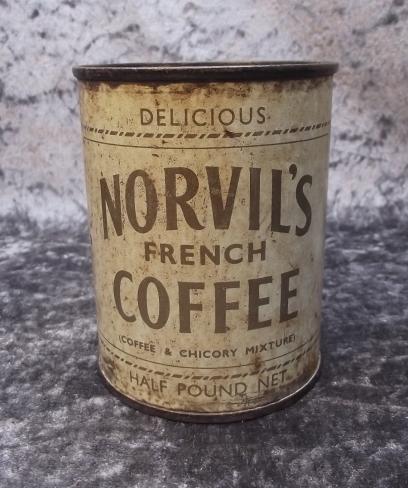 DELICIOUS
NORVIL'S
FRENCH
COFFEE
(COFFEE & CHICORY MIXTURE)
HALF POUND NET